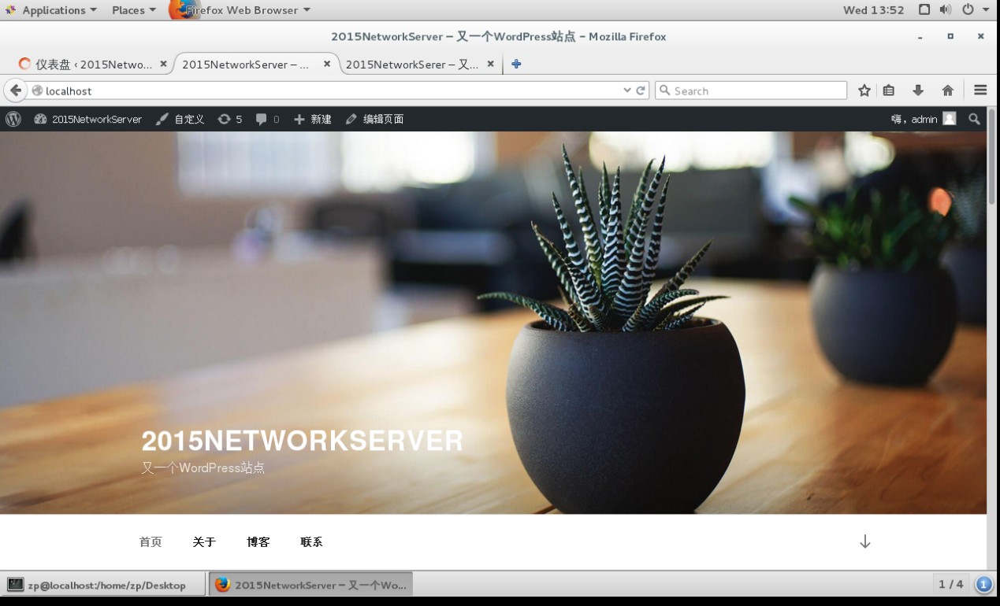 Applications Places Firefox Web Browser Wed 13:52
2015NetworkServer – 又一个WordPress站点 - Mozilla Firefox
仪表盘 ‹ 2015Netwo... 2015NetworkServer – ... 2015NetworkSerer – 又...
localhost Search
2015NetworkServer 自定义 5 0 新建 编辑页面 嗨，admin
2015NETWORKSERVER
又一个WordPress站点
首页 关于 博客 联系
zp@localhost:/home/zp/Desktop 2015NetworkServer – 又一个Wo... 1 / 4 1